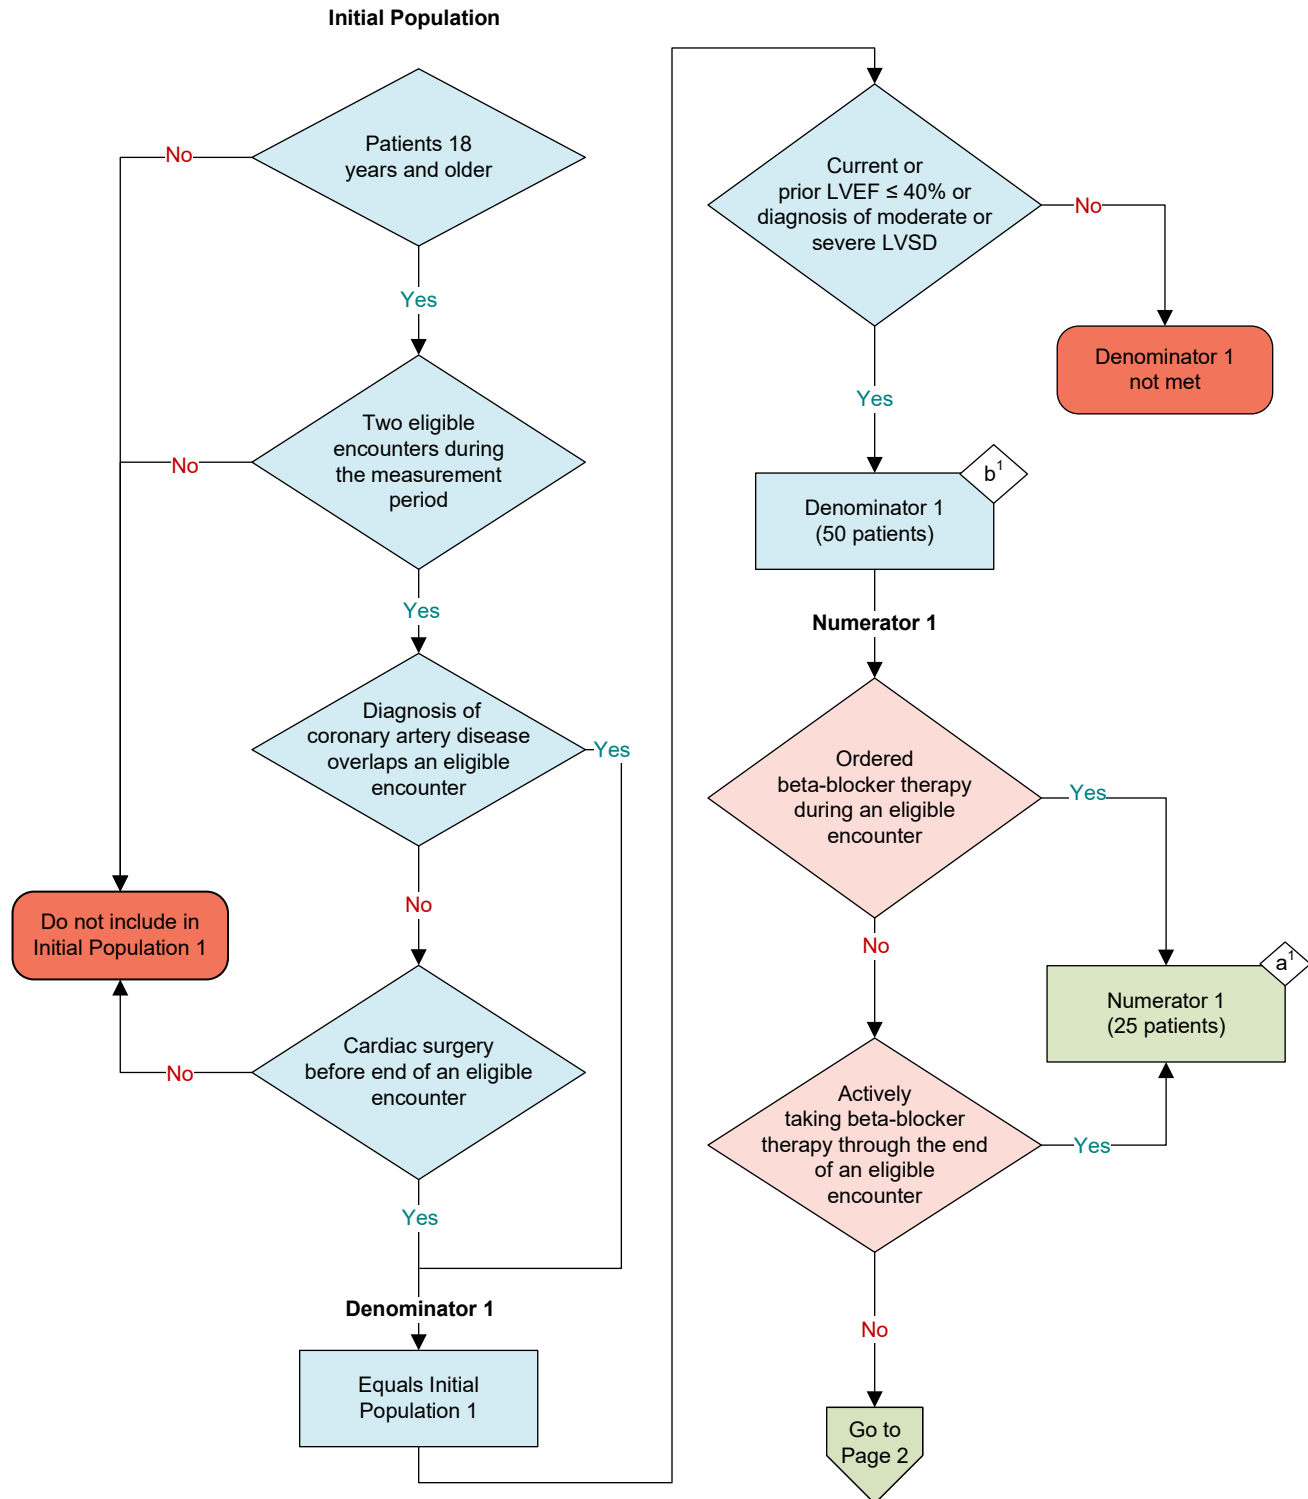 Initial Population
Patients 18
years and older
No
Yes
Two eligible
encounters during
the measurement
period
No
Yes
Diagnosis of
coronary artery disease
overlaps an eligible
encounter
Yes
No
Do not include in
Initial Population 1
Cardiac surgery
before end of an eligible
encounter
No
Yes
Denominator 1
Equals Initial
Population 1
Current or
prior LVEF ≤ 40% or
diagnosis of moderate or
severe LVSD
No
Denominator 1
not met
Yes
b¹
Denominator 1
(50 patients)
Numerator 1
Ordered
beta-blocker therapy
during an eligible
encounter
Yes
No
a¹
Numerator 1
(25 patients)
Actively
taking beta-blocker
therapy through the end
of an eligible
encounter
Yes
No
Go to
Page 2